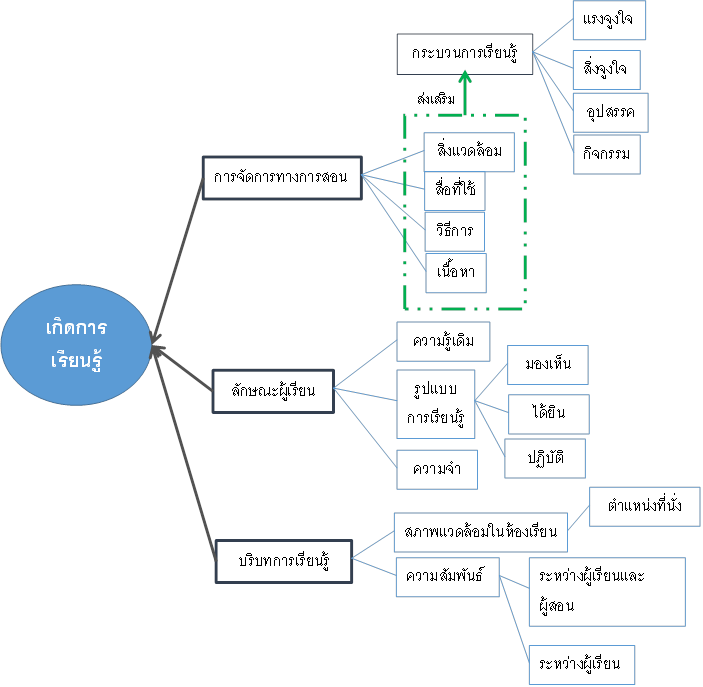 แรงจูงใจ
กระบวนการเรียนรู้
สิ่งจูงใจ
ส่งเสริม
อุปสรรค
กิจกรรม
สิ่งแวดล้อม
การจัดการทางการสอน
สื่อที่ใช้
วิธีการ
เนื้อหา
เกิดการ
เรียนรู้
ความรู้เดิม
ลักษณะผู้เรียน
รูปแบบ
การเรียนรู้
มองเห็น
ได้ยิน
ปฏิบัติ
ความจำ
ตำแหน่งที่นั่ง
สภาพแวดล้อมในห้องเรียน
บริบทการเรียนรู้
ความสัมพันธ์
ระหว่างผู้เรียนและ
ผู้สอน
ระหว่างผู้เรียน